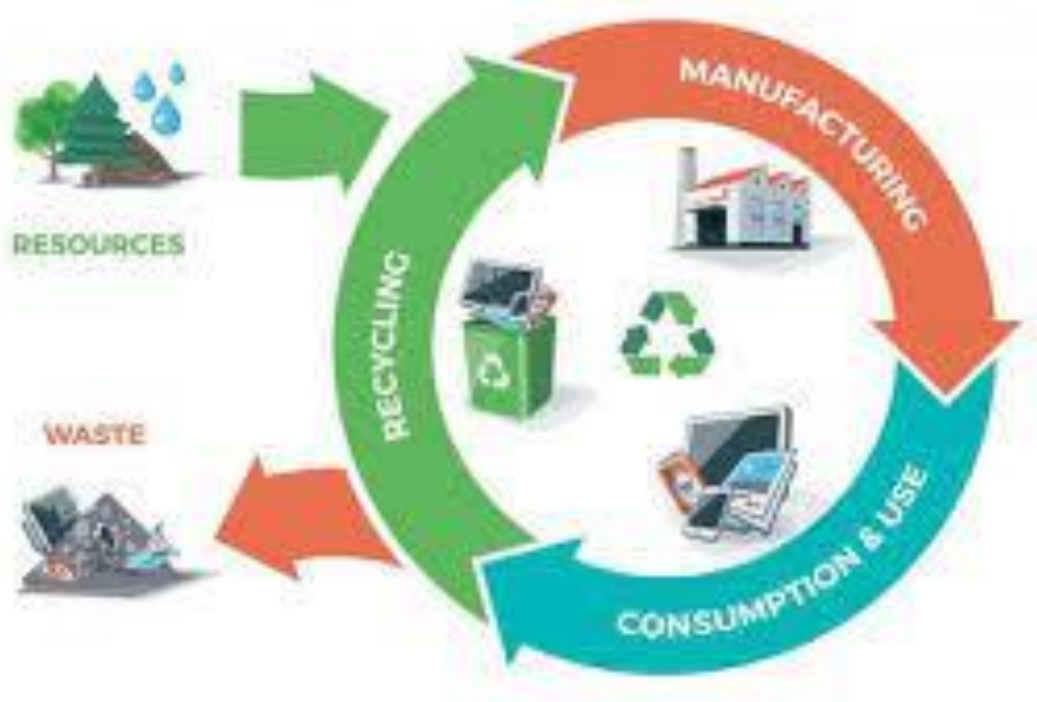 MANUFACTURING
RESOURCES
RECYCLING
WASTE
CONSUMPTION & USE